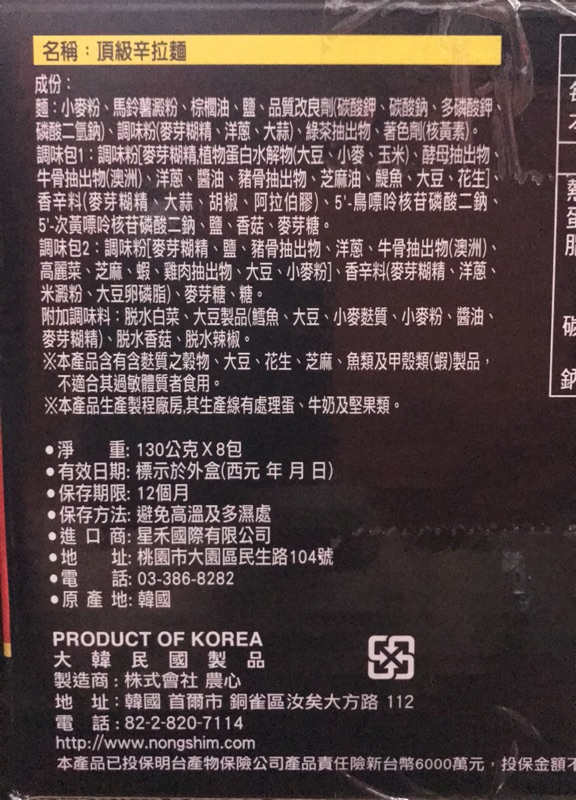 名稱：頂級辛拉麵
成份：
麵：小麥粉、馬鈴薯澱粉、棕櫚油、鹽、品質改良劑(碳酸鉀、碳酸鈉、多磷酸鉀、
磷酸二氫鈉)、調味粉(麥芽糊精、洋蔥、大蒜)、綠茶抽出物、著色劑(核黃素)。
調味包1：調味粉[麥芽糊精,植物蛋白水解物(大豆、小麥、玉米)、酵母抽出物、
牛骨抽出物(澳洲)、洋蔥、醬油、豬骨抽出物、芝麻油、鯷魚、大豆、花生]、
香辛料(麥芽糊精、大蒜、胡椒、阿拉伯膠)、5'-鳥嘌呤核苷磷酸二鈉、
5'-次黃嘌呤核苷磷酸二鈉、鹽、香菇、麥芽糖。
調味包2：調味粉[麥芽糊精、鹽、豬骨抽出物、洋蔥、牛骨抽出物(澳洲)、
高麗菜、芝麻、蝦、雞肉抽出物、大豆、小麥粉]、香辛料(麥芽糊精、洋蔥、
米澱粉、大豆卵磷脂)、麥芽糖、糖。
附加調味料：脱水白菜、大豆製品(鱈魚、大豆、小麥麩質、小麥粉、醬油、
麥芽糊精)、脱水香菇、脱水辣椒。
※本產品含有含麩質之穀物、大豆、花生、芝麻、魚類及甲殼類(蝦)製品，
不適合其過敏體質者食用。
※本產品生產製程廠房,其生產線有處理蛋、牛奶及堅果類。
●淨 重: 130公克X8包
●有效日期: 標示於外盒(西元 年 月 日)
●保存期限: 12個月
●保存方法: 避免高溫及多濕處
●進 口 商: 星禾國際有限公司
●地 址: 桃園市大園區民生路104號
●電 話: 03-386-8282
●原 產 地: 韓國
PRODUCT OF KOREA
大 韓 民 國 製 品
製造商：株式會社 農心
地 址：韓國 首爾市 銅雀區汝矣大方路 112
電 話：82-2-820-7114
http://www.nongshim.com
本產品已投保明台產物保險公司產品責任險新台幣6000萬元，投保金額不
蛋
碳
鈉